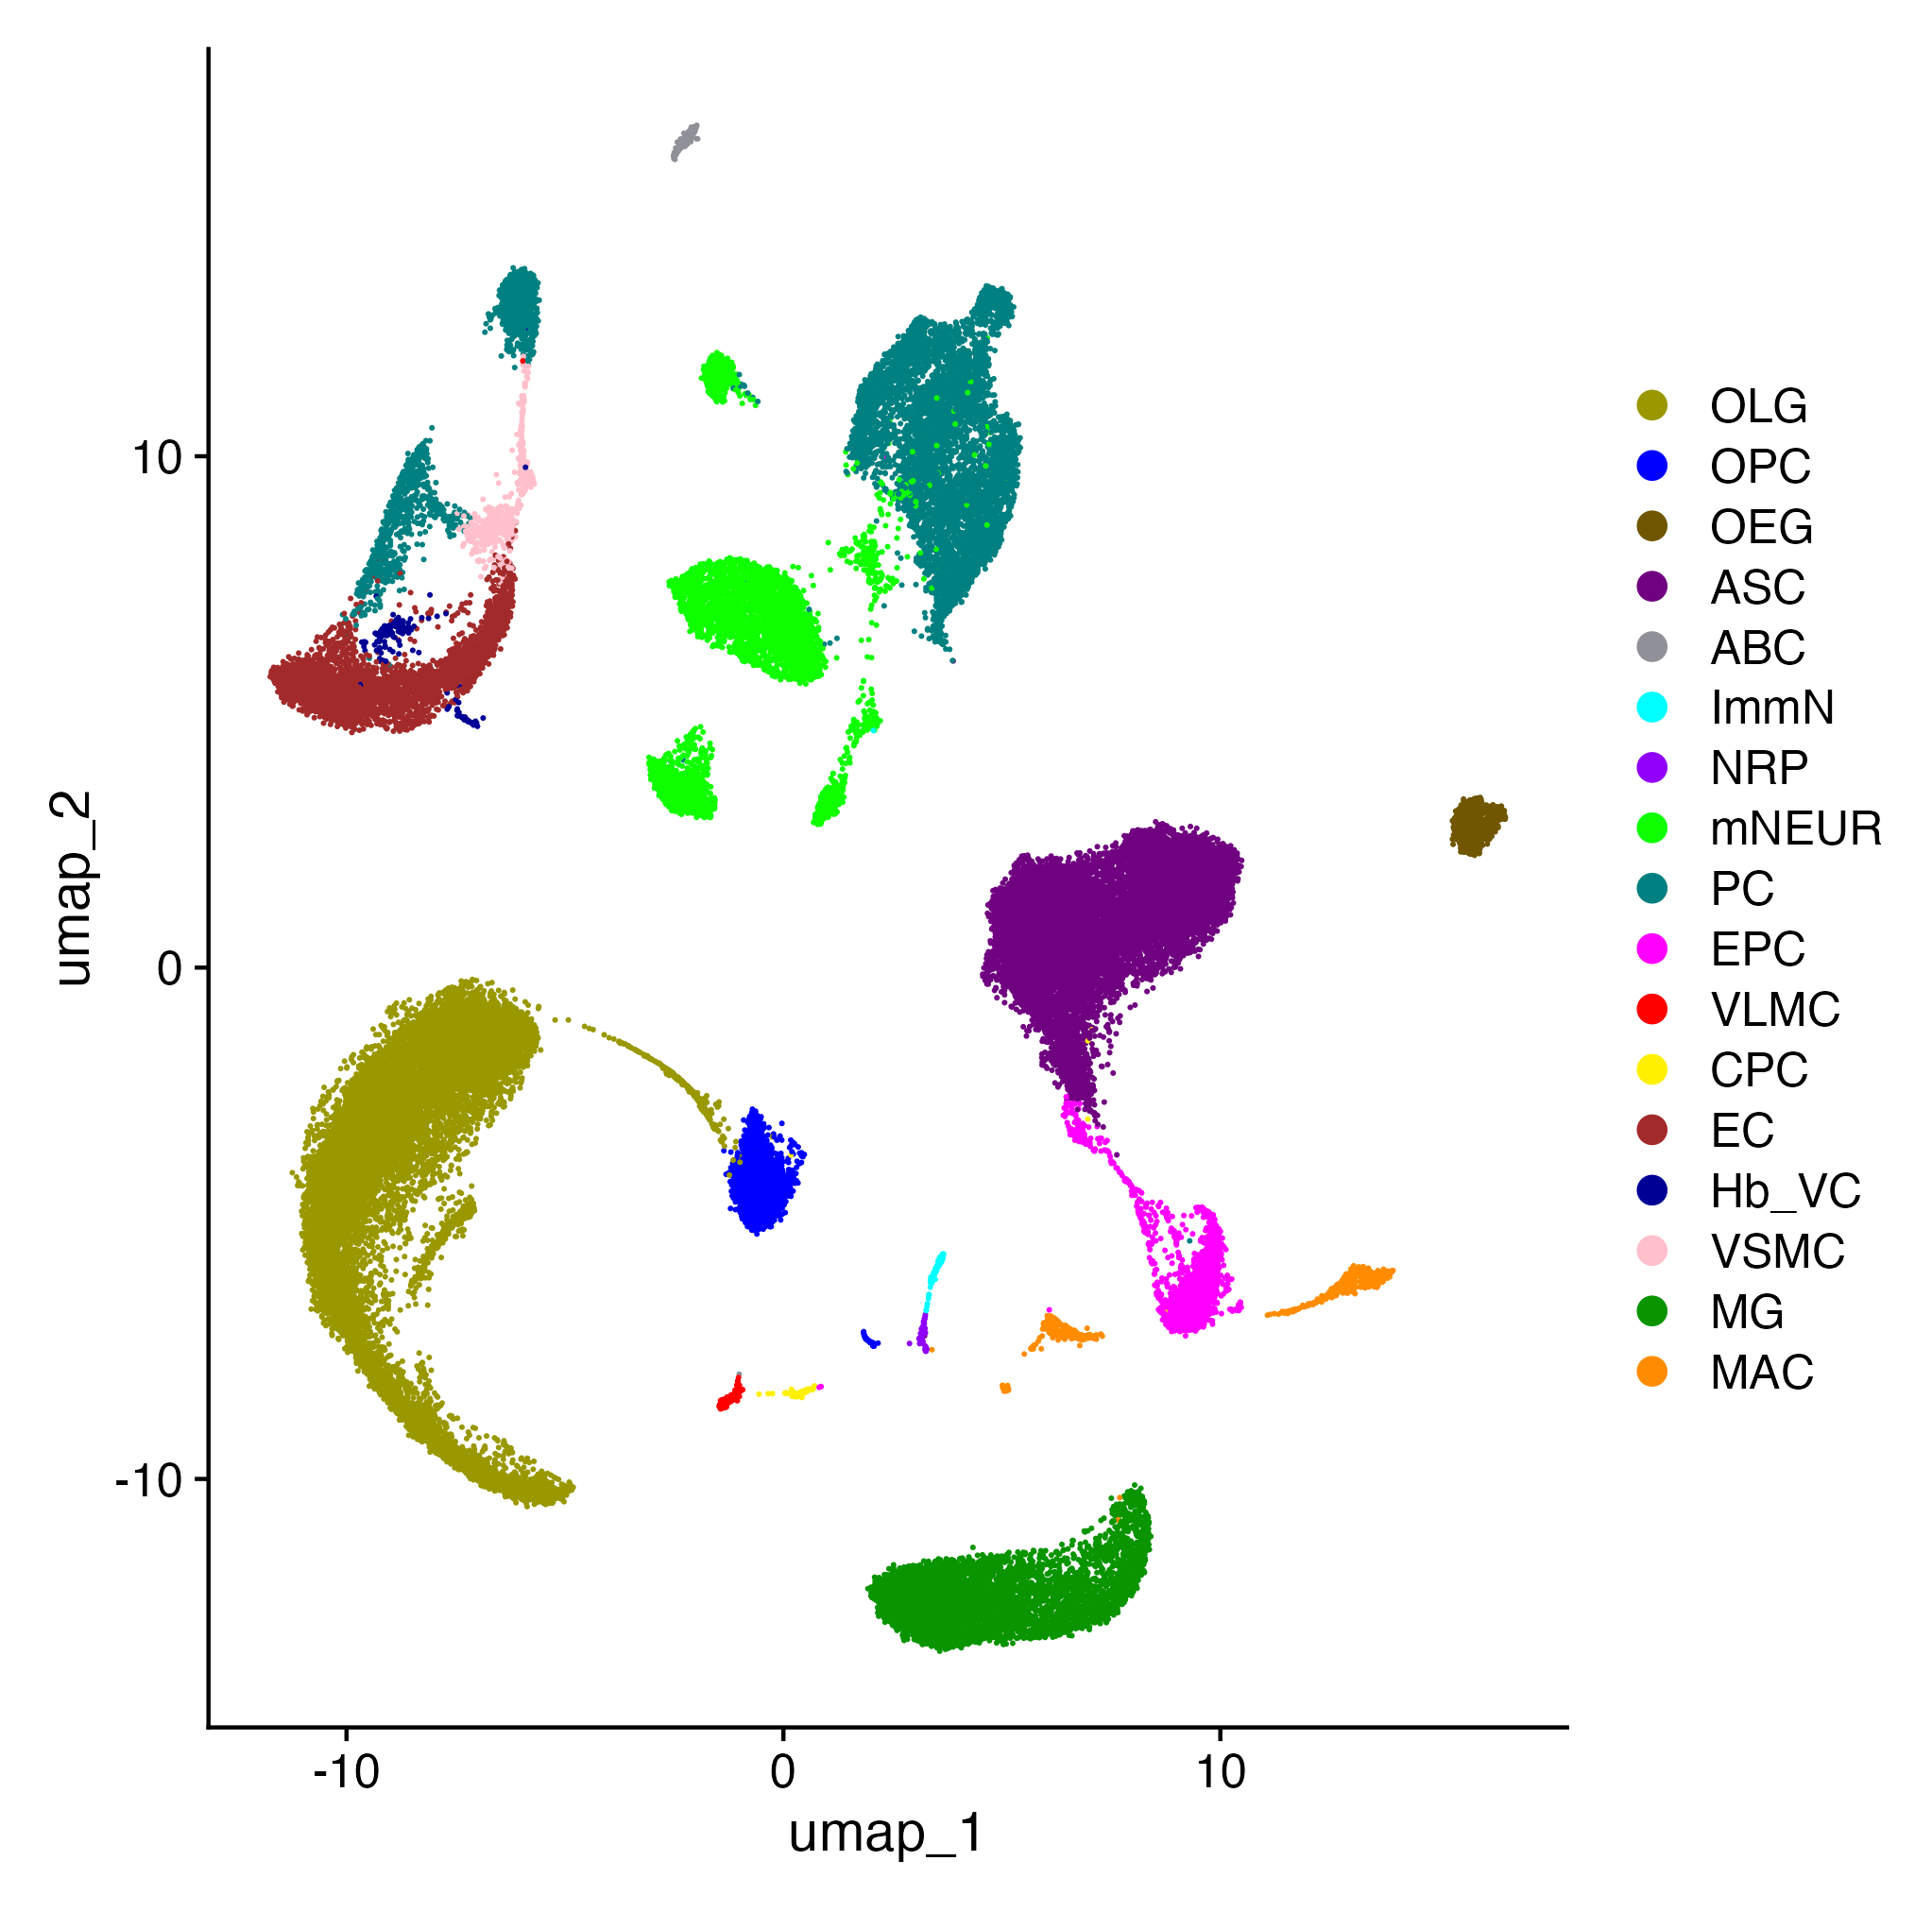 umap_2
10
0
-10
-10
0
10
umap_1
OLG
OPC
OEG
ASC
ABC
ImmN
NRP
mNEUR
PC
EPC
VLMC
CPC
EC
Hb_VC
VSMC
MG
MAC